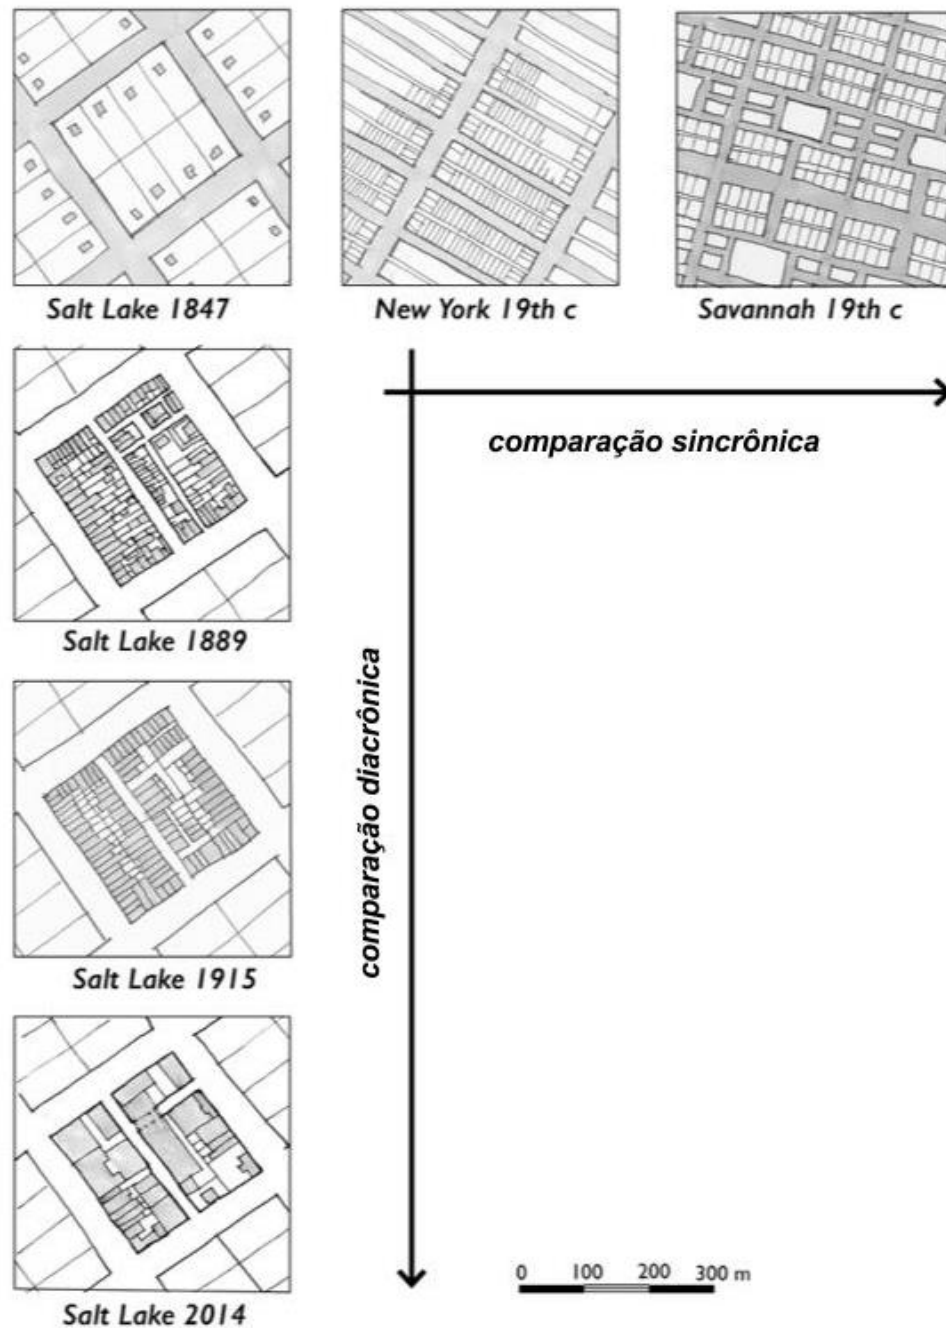 Salt Lake 1847
New York 19th c
Savannah 19th c
comparação sincrônica
Salt Lake 1889
comparação diacrônica
Salt Lake 1915
0 100 200 300 m
Salt Lake 2014